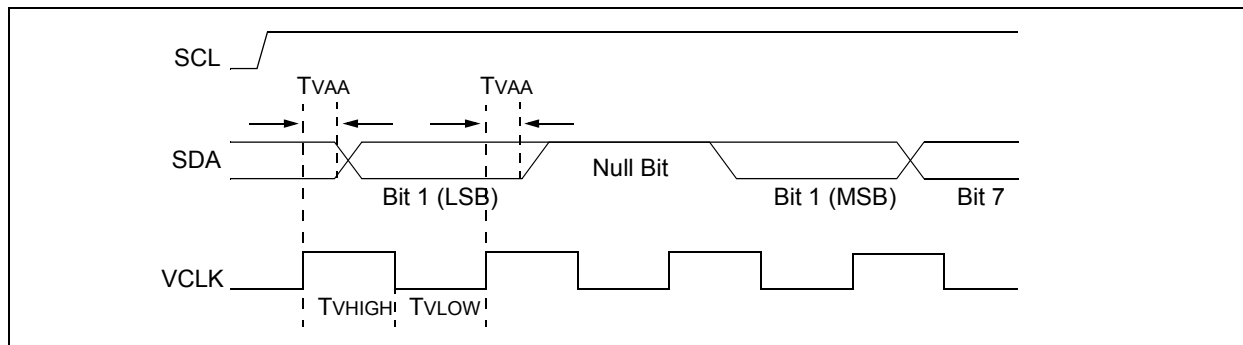 SCL
TVAA TVAA
SDA
Null Bit
Bit 1 (LSB) Bit 1 (MSB) Bit 7
VCLK
TVHIGH TVLOW